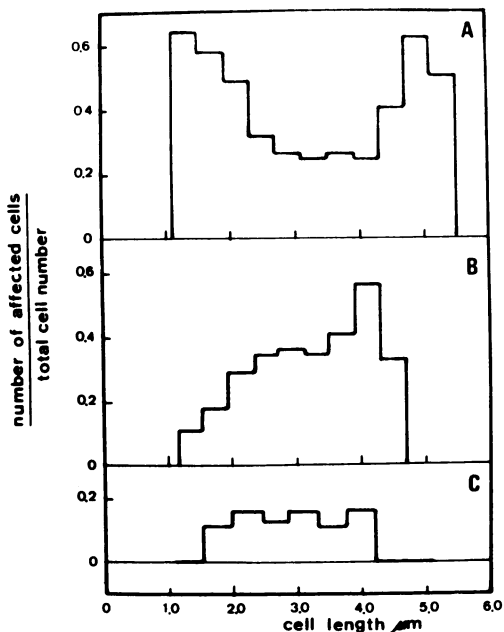 A
0,6
04
0,2
0
B
0,6
0,4
0,2
0
C
0,2
0
number of affected cells
total cell number
0 1,0 2,0 3,0 4,0 5,0 6,0
cell length μm